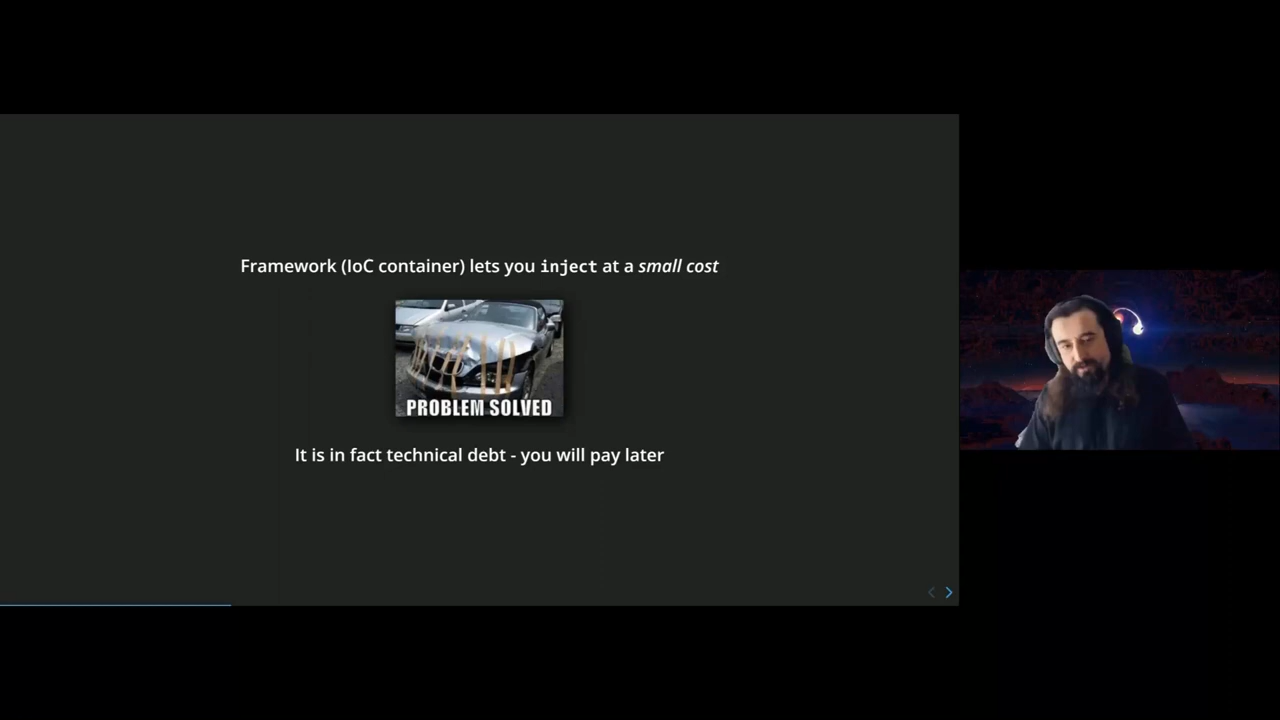 Framework (IoC container) lets you inject at a small cost
PROBLEM SOLVED
It is in fact technical debt - you will pay later